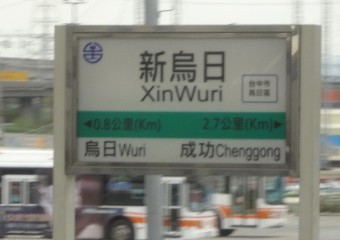 新烏日
XinWuri
台中市
烏日區
◀0.8公里(Km) 2.7公里(Km)▶
烏日Wuri 成功Chenggong